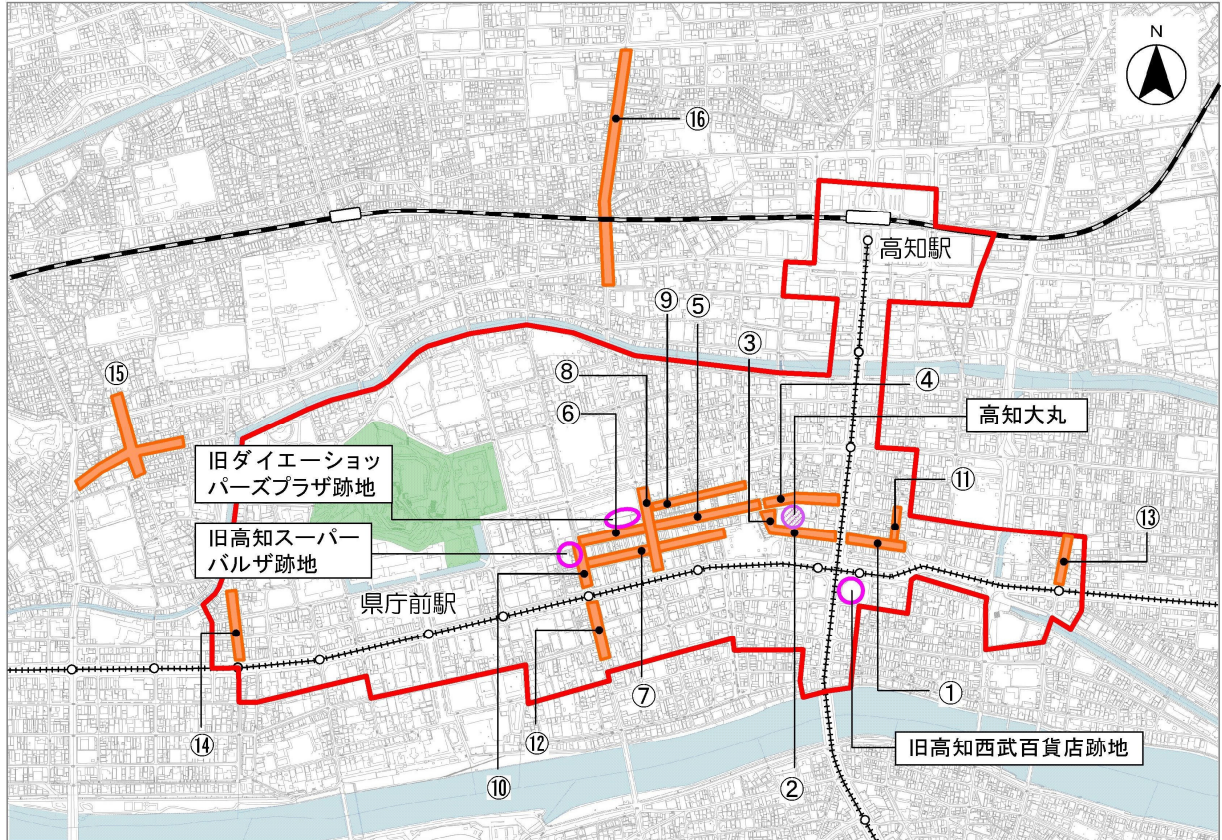 N
⑯
高知駅
⑨
⑤
③
④
⑧
⑥
⑮
高知大丸
旧ダイエーショッ
パーズプラザ跡地
⑪
⑬
旧高知スーパー
バルザ跡地
県庁前駅
⑭
⑫
⑦
①
⑩
②
旧高知西武百貨店跡地